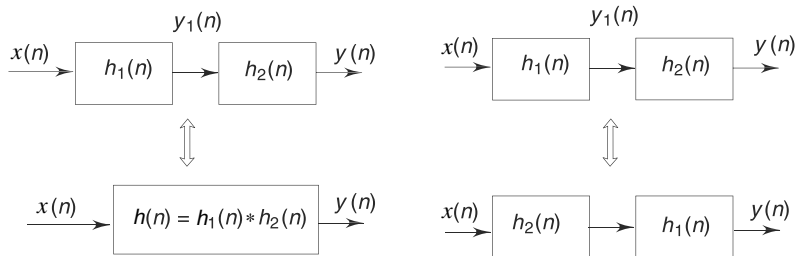 y₁(n)
x(n) h₁(n) h₂(n) y(n)
x(n) h(n) = h₁(n)*h₂(n) y(n)
y₁(n)
x(n) h₁(n) h₂(n) y(n)
x(n) h₂(n) h₁(n) y(n)